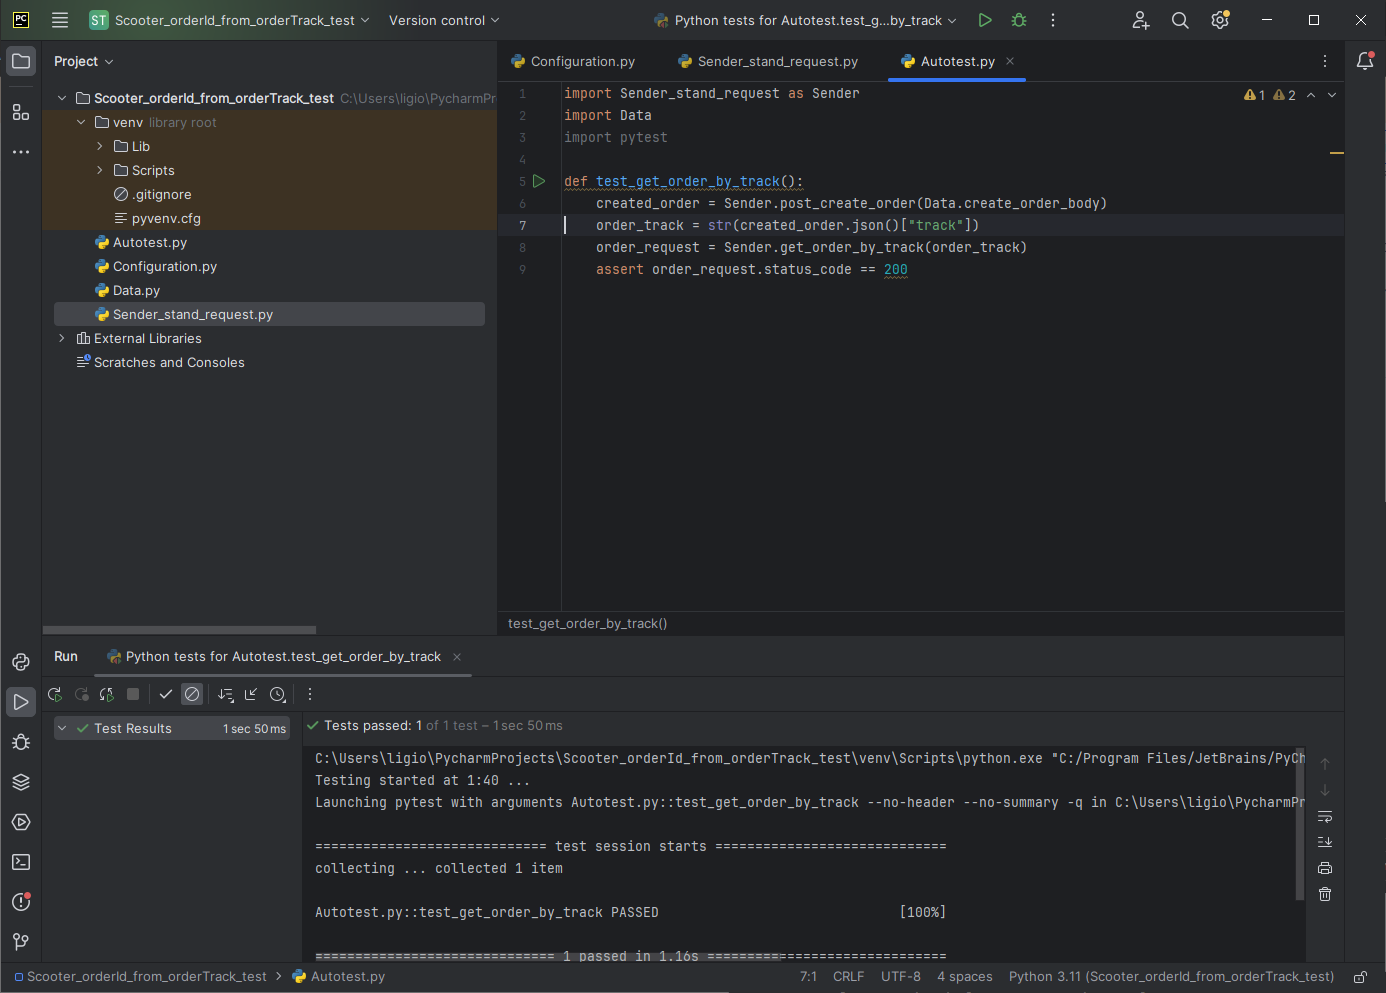 PC
ST Scooter_orderId_from_orderTrack_test
Version control
Python tests for Autotest.test_g...by_track
Project
Configuration.py
Sender_stand_request.py
Autotest.py
Scooter_orderId_from_orderTrack_test C:\Users\ligio\PycharmPr
venv library root
Lib
Scripts
.gitignore
pyvenv.cfg
Autotest.py
Configuration.py
Data.py
Sender_stand_request.py
External Libraries
Scratches and Consoles
1 import Sender_stand_request as Sender
2 import Data
3 import pytest
4
5 def test_get_order_by_track():
6 created_order = Sender.post_create_order(Data.create_order_body)
7 order_track = str(created_order.json()["track"])
8 order_request = Sender.get_order_by_track(order_track)
9 assert order_request.status_code == 200
1 2
test_get_order_by_track()
Run
Python tests for Autotest.test_get_order_by_track
Test Results 1 sec 50 ms
Tests passed: 1 of 1 test – 1 sec 50 ms
C:\Users\ligio\PycharmProjects\Scooter_orderId_from_orderTrack_test\venv\Scripts\python.exe "C:/Program Files/JetBrains/PyCh
Testing started at 1:40 ...
Launching pytest with arguments Autotest.py::test_get_order_by_track --no-header --no-summary -q in C:\Users\ligio\PycharmPr
============================= test session starts =============================
collecting ... collected 1 item
Autotest.py::test_get_order_by_track PASSED [100%]
============================== 1 passed in 1.16s ==============================
Scooter_orderId_from_orderTrack_test > Autotest.py
7:1 CRLF UTF-8 4 spaces Python 3.11 (Scooter_orderId_from_orderTrack_test)